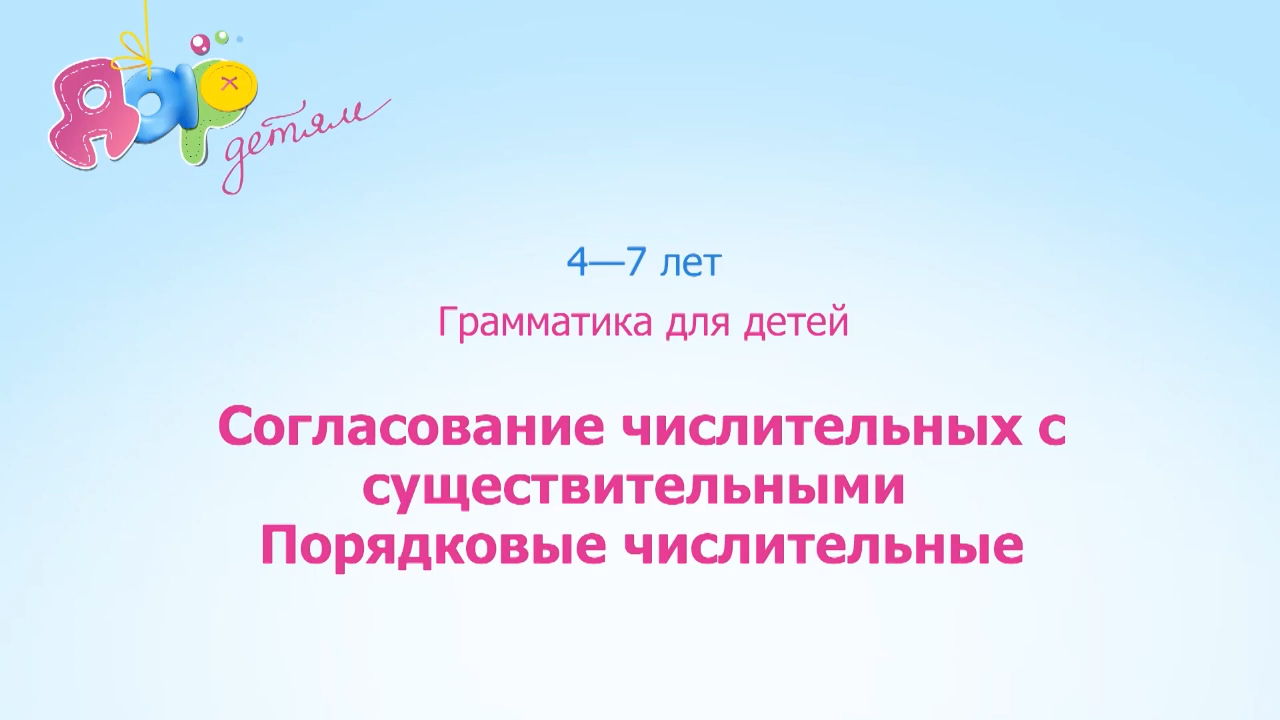 Дар
детям
4—7 лет
Грамматика для детей
Согласование числительных с
существительными
Порядковые числительные